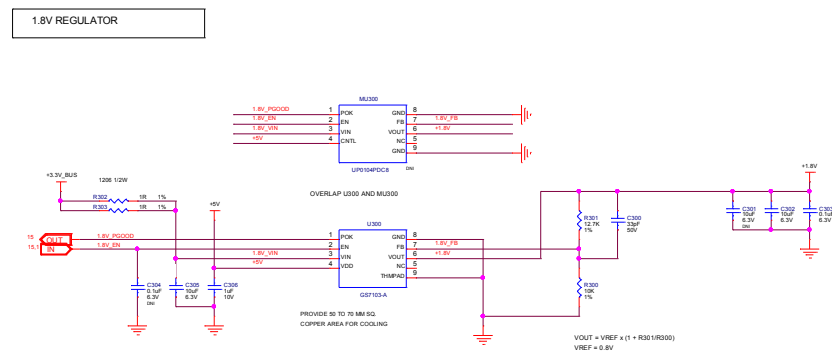 1.8V REGULATOR
MU300
1.8V_PGOOD 1 POK GND 8
1.8V_EN 2 EN FB 7 1.8V_FB
1.8V_VIN 3 VIN VOUT 6 +1.8V
+5V 4 CNTL NC 5
GND 9
UP0104PDC8 DNI
+3.3V_BUS 1206 1/2W
OVERLAP U300 AND MU300
+1.8V
R302 1R 1%
R303 1R 1%
+5V
U300
R301
12.7K
1%
C300
33pF
50V
C301
10uF
6.3V
DNI
C302
10uF
6.3V
C303
0.1uF
6.3V
15 OUT 1.8V_PGOOD 1 POK GND 8
15,1 IN 1.8V_EN 2 EN FB 7 1.8V_FB
1.8V_VIN 3 VIN VOUT 6 +1.8V
+5V 4 VDD NC 5
THMPAD 9
GS7103-A
C304
0.1uF
6.3V
DNI
C305
10uF
6.3V
C306
1uF
10V
R300
10K
1%
PROVIDE 50 TO 70 MM SQ.
COPPER AREA FOR COOLING
VOUT = VREF x (1 + R301/R300)
VREF = 0.8V